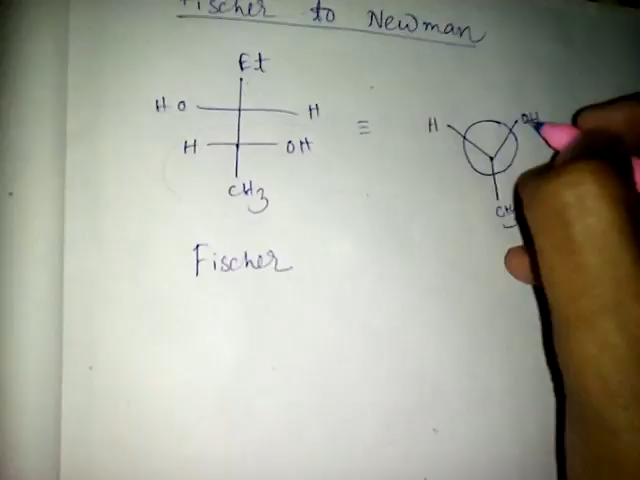 Fischer to Newman
Et
HO H
H OH
CH3
≡
H OH
CH3
Fischer